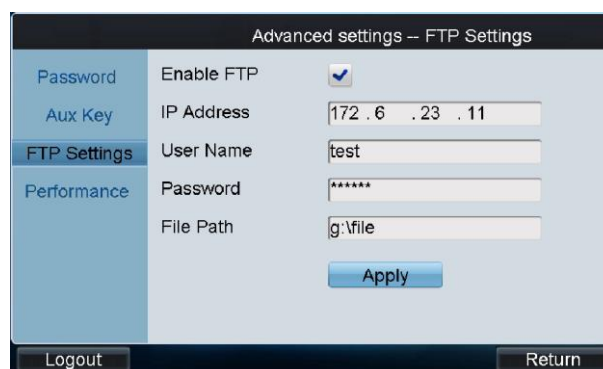 Advanced settings -- FTP Settings
Password
Aux Key
FTP Settings
Performance
Enable FTP
IP Address 172 . 6 . 23 . 11
User Name test
Password ******
File Path g:\file
Apply
Logout Return